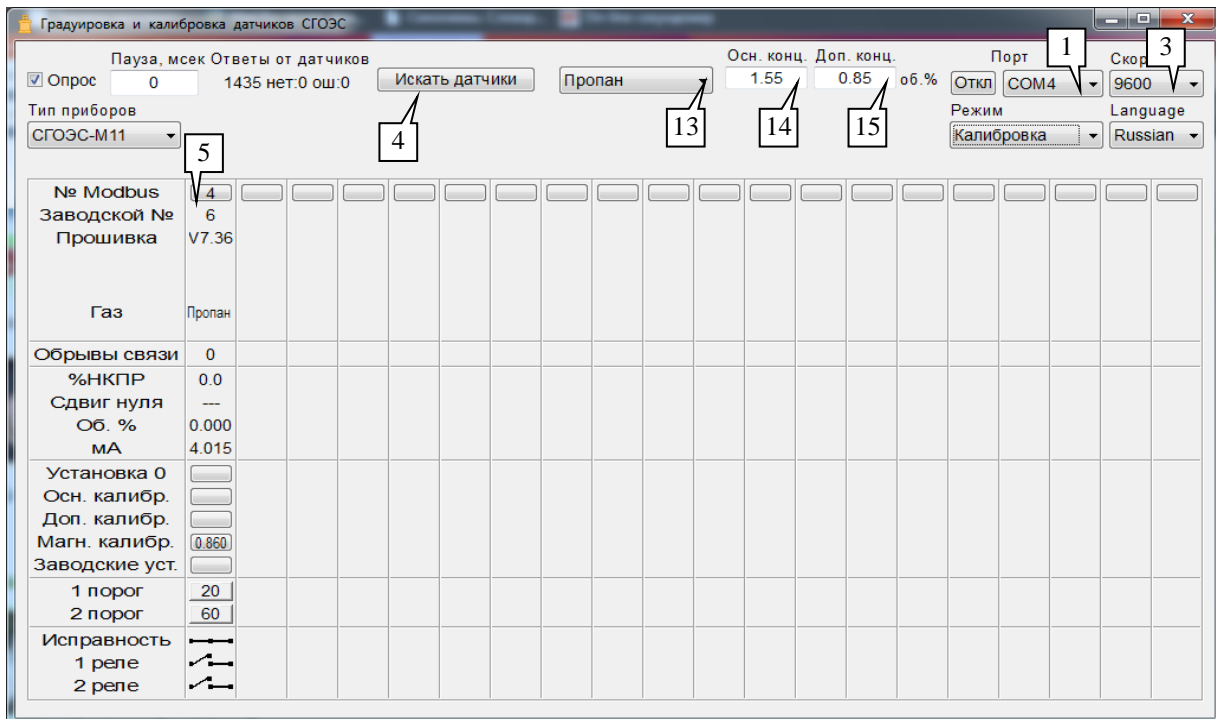 Градуировка и калибровка датчиков СГОЭС
Пауза, мсек Ответы от датчиков Осн. конц. Доп. конц. Порт 1 Скор 3
Опрос 0 1435 нет:0 ош:0 Искать датчики Пропан 1.55 0.85 об.% Откл COM4 9600
Тип приборов 4 13 14 15 Режим Language
СГОЭС-М11 5 Калибровка Russian
№ Modbus 4
Заводской № 6
Прошивка V7.36
Газ Пропан
Обрывы связи 0
%НКПР 0.0
Сдвиг нуля ---
Об. % 0.000
мА 4.015
Установка 0
Осн. калибр.
Доп. калибр.
Магн. калибр. 0.860
Заводские уст.
1 порог 20
2 порог 60
Исправность
1 реле
2 реле